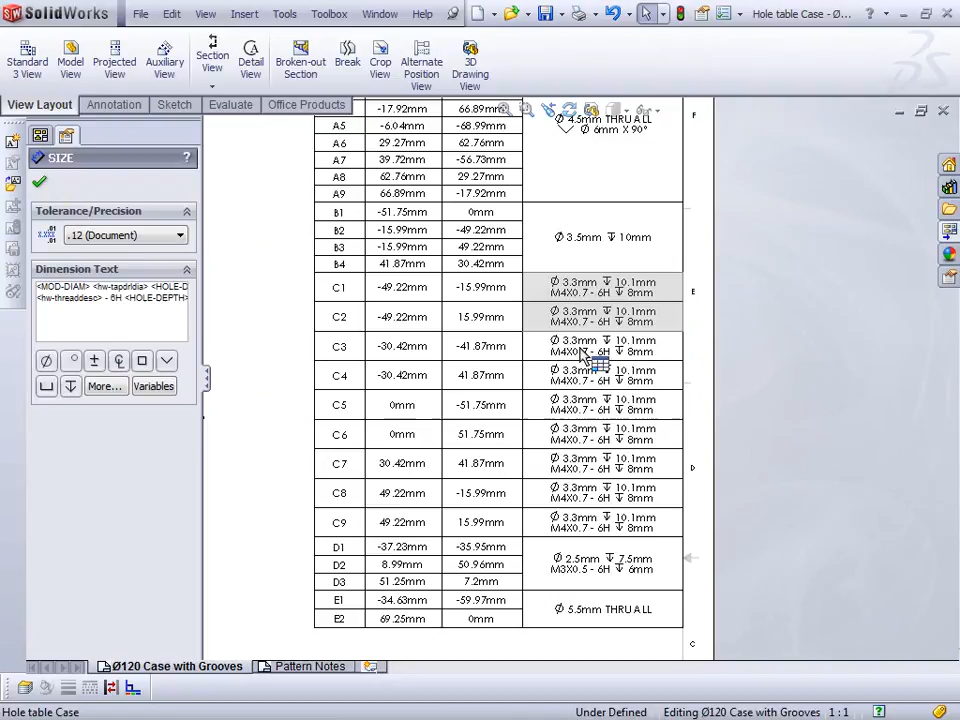 SolidWorks
File
Edit
View
Insert
Tools
Toolbox
Window
Help
Hole table Case - Ø...
Standard
3 View
Model
View
Projected
View
Auxiliary
View
Section
View
Detail
View
Broken-out
Section
Break
Crop
View
Alternate
Position
View
3D
Drawing
View
View Layout
Annotation
Sketch
Evaluate
Office Products
SIZE
?
Tolerance/Precision
.12 (Document)
Dimension Text
<MOD-DIAM> <hw-tapdrldia> <HOLE-D
<hw-threaddesc> - 6H <HOLE-DEPTH>
More...
Variables
-17.92mm 66.89mm
Ø 4.5mm THRU ALL
Ø 6mm X 90°
A5 -6.04mm -68.99mm
A6 29.27mm 62.76mm
A7 39.72mm -56.73mm
A8 62.76mm 29.27mm
A9 66.89mm -17.92mm
B1 -51.75mm 0mm
B2 -15.99mm -49.22mm
Ø 3.5mm ↧ 10mm
B3 -15.99mm 49.22mm
B4 41.87mm 30.42mm
C1 -49.22mm -15.99mm Ø 3.3mm ↧ 10.1mm
M4X0.7 - 6H ↧ 8mm
C2 -49.22mm 15.99mm Ø 3.3mm ↧ 10.1mm
M4X0.7 - 6H ↧ 8mm
C3 -30.42mm -41.87mm Ø 3.3mm ↧ 10.1mm
M4X0.7 - 6H ↧ 8mm
C4 -30.42mm 41.87mm Ø 3.3mm ↧ 10.1mm
M4X0.7 - 6H ↧ 8mm
C5 0mm -51.75mm Ø 3.3mm ↧ 10.1mm
M4X0.7 - 6H ↧ 8mm
C6 0mm 51.75mm Ø 3.3mm ↧ 10.1mm
M4X0.7 - 6H ↧ 8mm
C7 30.42mm 41.87mm Ø 3.3mm ↧ 10.1mm
M4X0.7 - 6H ↧ 8mm
C8 49.22mm -15.99mm Ø 3.3mm ↧ 10.1mm
M4X0.7 - 6H ↧ 8mm
C9 49.22mm 15.99mm Ø 3.3mm ↧ 10.1mm
M4X0.7 - 6H ↧ 8mm
D1 -37.23mm -35.95mm
Ø 2.5mm ↧ 7.5mm
D2 8.99mm 50.96mm
M3X0.5 - 6H ↧ 6mm
D3 51.25mm 7.2mm
E1 -34.63mm -59.97mm
Ø 5.5mm THRU ALL
E2 69.25mm 0mm
F
E
D
C
Ø120 Case with Grooves
Pattern Notes
Hole table Case
Under Defined
Editing Ø120 Case with Grooves
1 : 1
?